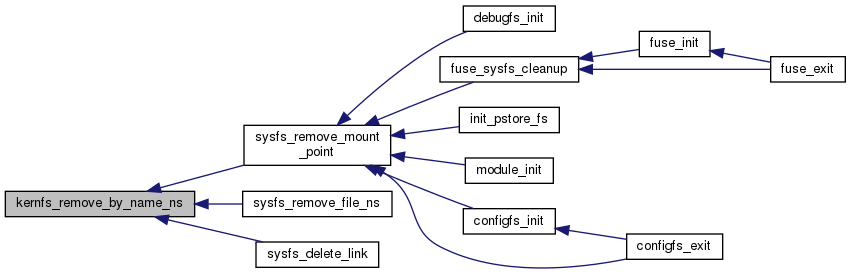 debugfs_init
fuse_init
fuse_sysfs_cleanup
fuse_exit
init_pstore_fs
sysfs_remove_mount
_point
module_init
kernfs_remove_by_name_ns
sysfs_remove_file_ns
configfs_init
sysfs_delete_link
configfs_exit